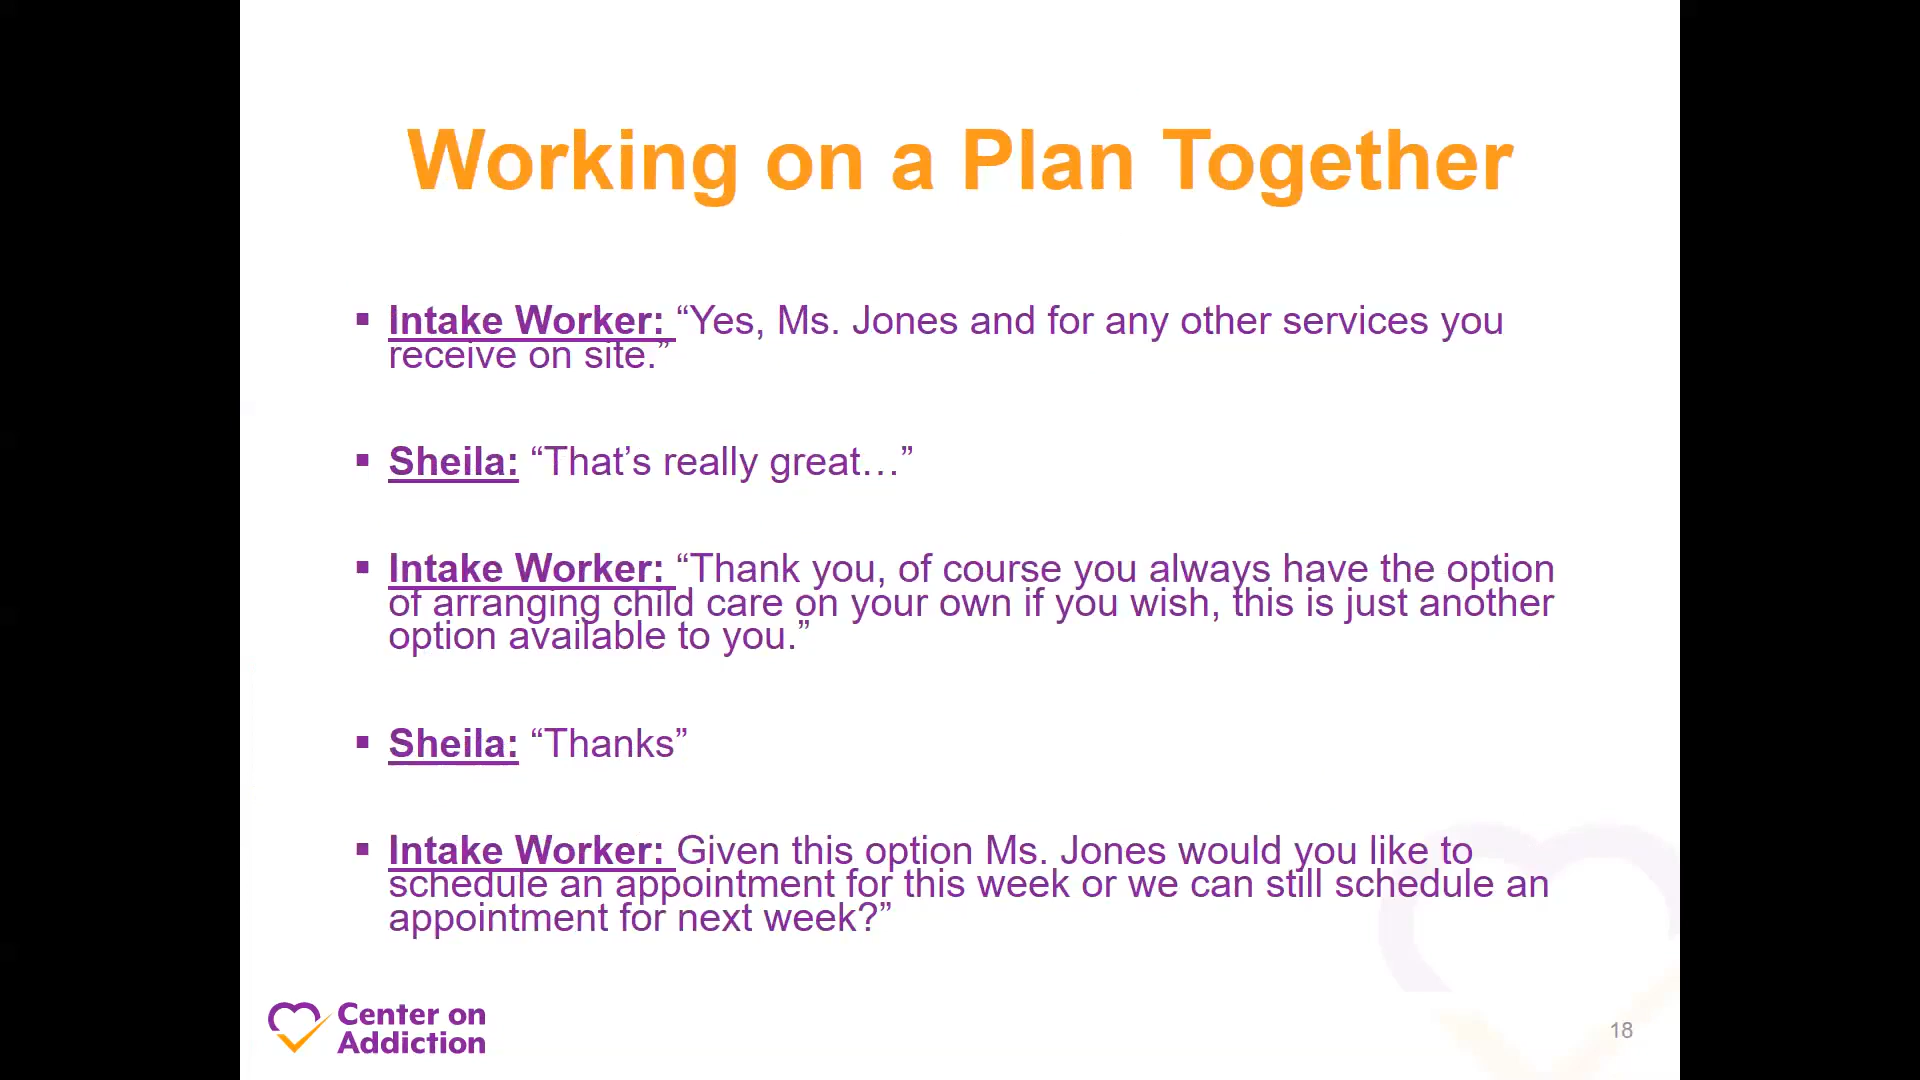 Working on a Plan Together
▪ Intake Worker: “Yes, Ms. Jones and for any other services you
receive on site.”
▪ Sheila: “That’s really great…”
▪ Intake Worker: “Thank you, of course you always have the option
of arranging child care on your own if you wish, this is just another
option available to you.”
▪ Sheila: “Thanks”
▪ Intake Worker: Given this option Ms. Jones would you like to
schedule an appointment for this week or we can still schedule an
appointment for next week?”
Center on
Addiction
18